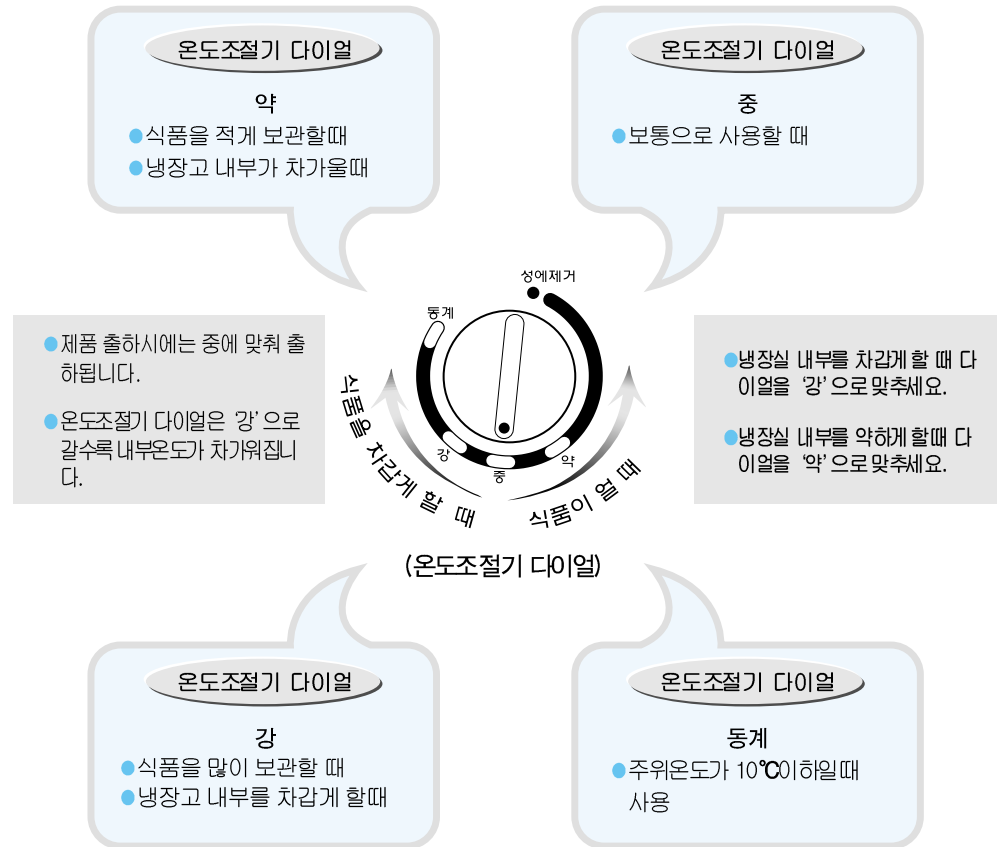 온도조절기 다이얼
약
●식품을 적게 보관할때
●냉장고 내부가 차가울때
온도조절기 다이얼
중
●보통으로 사용할 때
●제품 출하시에는 중에 맞춰 출
하됩니다.
●온도조절기 다이얼은 '강'으로
갈수록 내부온도가 차가워집니
다.
성에제거
동계
강
중
약
식품을 차갑게 할 때
식품이 얼 때
(온도조절기 다이얼)
●냉장실 내부를 차갑게 할 때 다
이얼을 '강'으로 맞추세요.
●냉장실 내부를 약하게 할때 다
이얼을 '약'으로 맞추세요.
온도조절기 다이얼
강
●식품을 많이 보관할 때
●냉장고 내부를 차갑게 할때
온도조절기 다이얼
동계
●주위온도가 10℃이하일때
사용